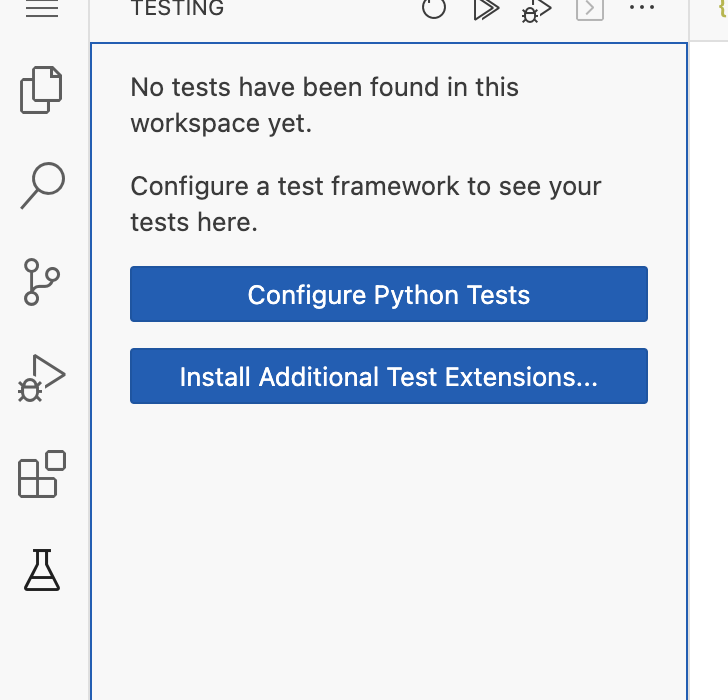 TESTING
No tests have been found in this
workspace yet.
Configure a test framework to see your
tests here.
Configure Python Tests
Install Additional Test Extensions...